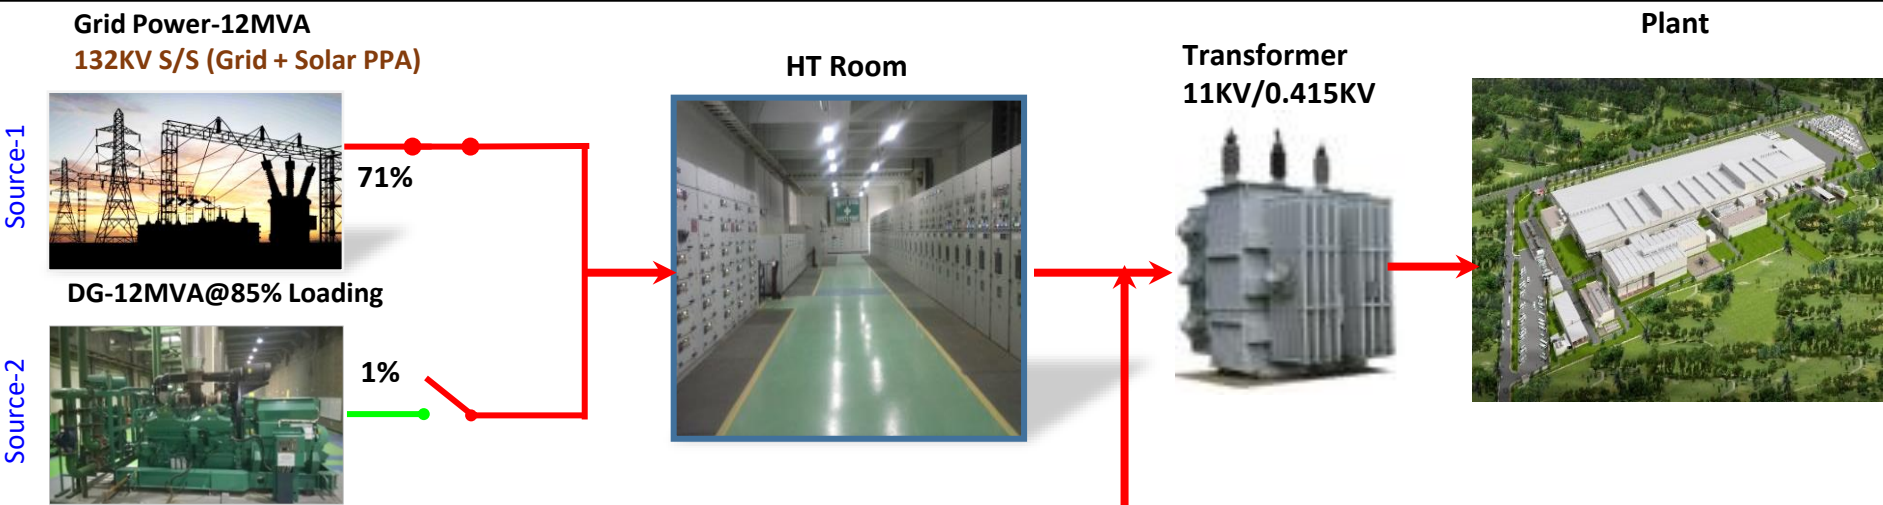 Grid Power-12MVA
132KV S/S (Grid + Solar PPA)
Source-1
71%
DG-12MVA@85% Loading
Source-2
1%
HT Room
Transformer
11KV/0.415KV
Plant